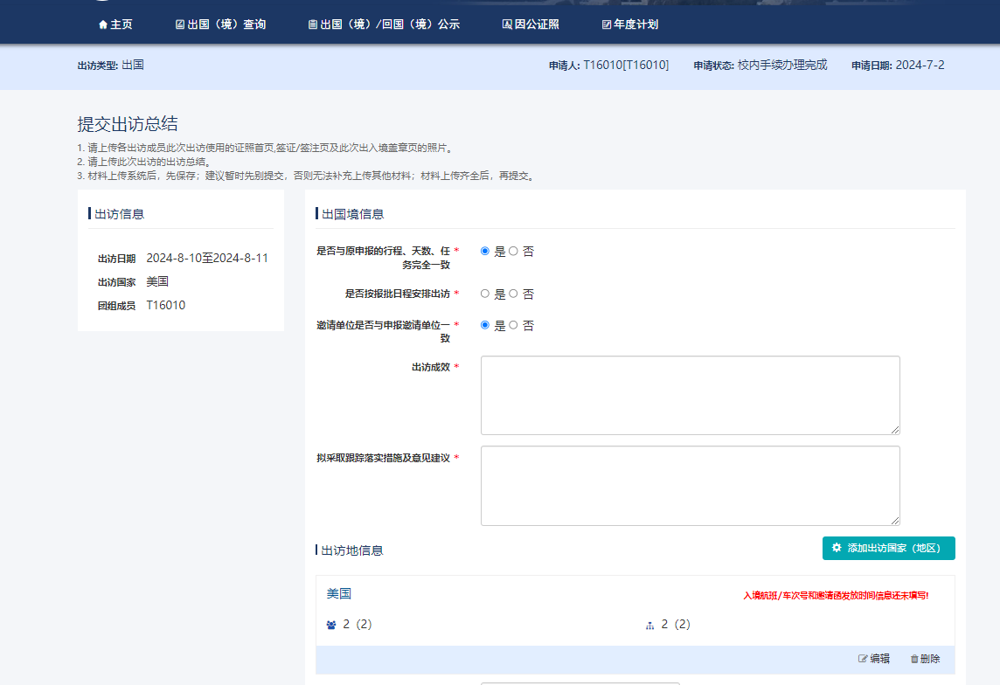 主页 出国（境）查询 出国（境）/回国（境）公示 因公证照 年度计划
出访类型: 出国 申请人: T16010[T16010] 申请状态: 校内手续办理完成 申请日期: 2024-7-2
提交出访总结
1. 请上传各出访成员此次出访使用的证照首页,签证/签注页及此次出入境盖章页的照片。
2. 请上传此次出访的出访总结。
3. 材料上传系统后，先保存；建议暂时先别提交，否则无法补充上传其他材料；材料上传齐全后，再提交。
出访信息
出访日期 2024-8-10至2024-8-11
出访国家 美国
团组成员 T16010
出国境信息
是否与原申报的行程、天数、任 * 是 否
务完全一致
是否按报批日程安排出访 * 是 否
邀请单位是否与申报邀请单位一 * 是 否
致
出访成效 *
拟采取跟踪落实措施及意见建议 *
出访地信息 添加出访国家（地区）
美国 入境航班/车次号和邀请函发放时间信息还未填写!
2（2） 2（2）
编辑 删除